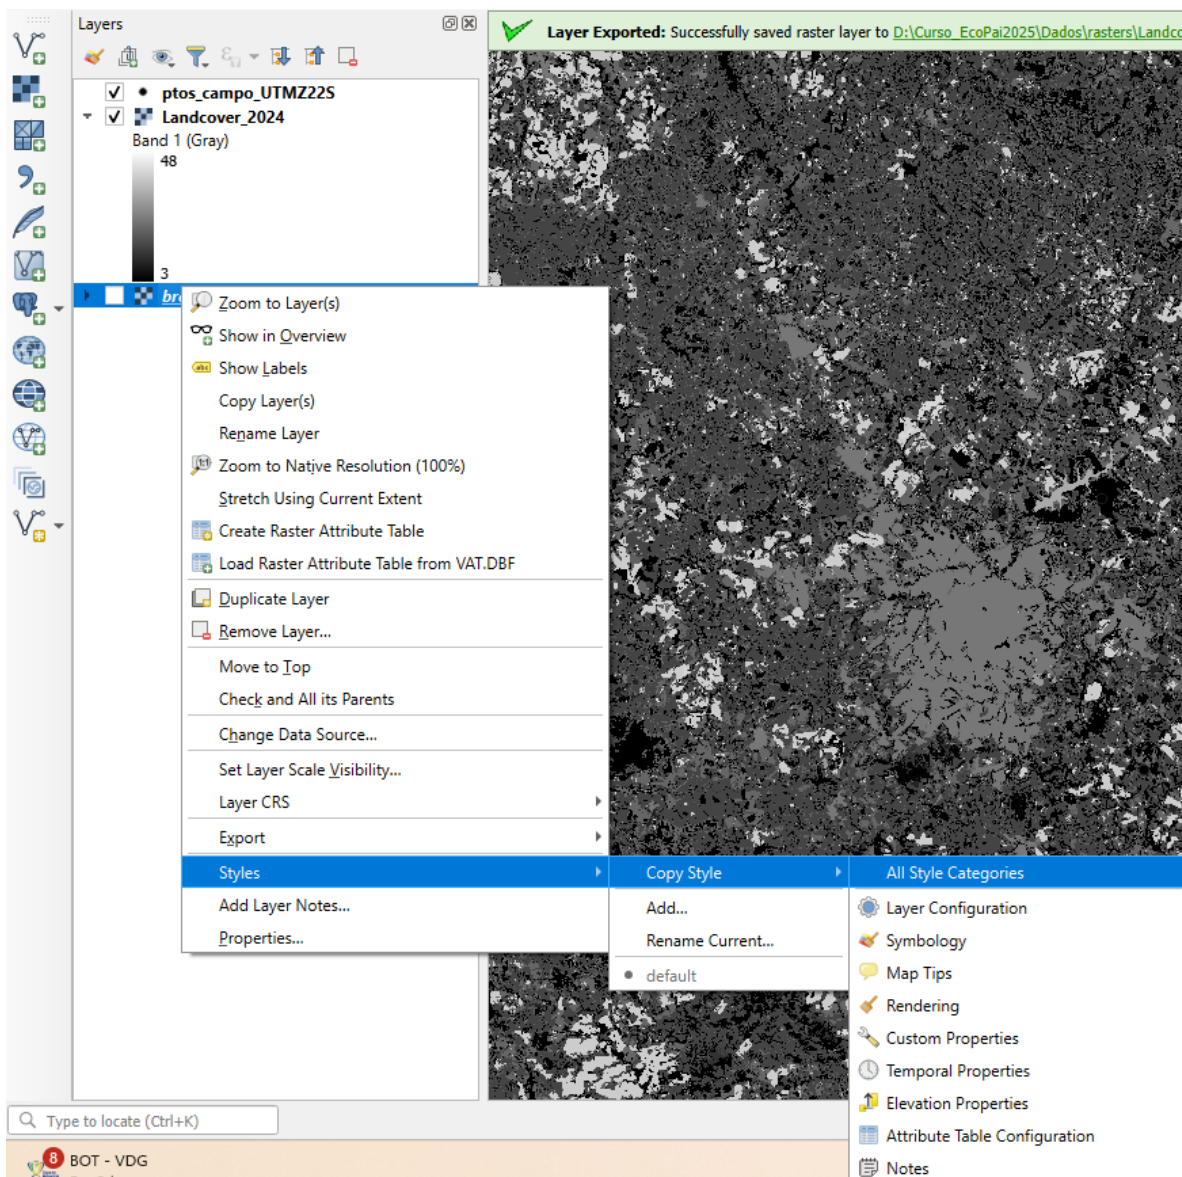 Layers
Layer Exported: Successfully saved raster layer to D:\Curso_EcoPai2025\Dados\rasters\Landco
ptos_campo_UTMZ22S
Landcover_2024
Band 1 (Gray)
48
3
Zoom to Layer(s)
Show in Overview
Show Labels
Copy Layer(s)
Rename Layer
Zoom to Native Resolution (100%)
Stretch Using Current Extent
Create Raster Attribute Table
Load Raster Attribute Table from VAT.DBF
Duplicate Layer
Remove Layer...
Move to Top
Check and All its Parents
Change Data Source...
Set Layer Scale Visibility...
Layer CRS
Export
Styles
Add Layer Notes...
Properties...
Copy Style
Add...
Rename Current...
default
All Style Categories
Layer Configuration
Symbology
Map Tips
Rendering
Custom Properties
Temporal Properties
Elevation Properties
Attribute Table Configuration
Notes
Type to locate (Ctrl+K)
8
BOT - VDG